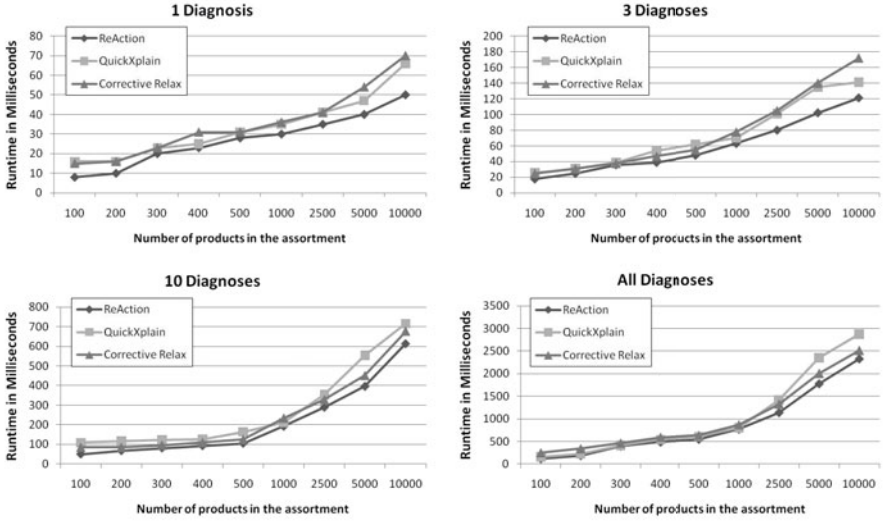 1 Diagnosis
Runtime in Milliseconds
80
70
60
50
40
30
20
10
0
ReAction
QuickXplain
Corrective Relax
100 200 300 400 500 1000 2500 5000 10000
Number of products in the assortment
3 Diagnoses
Runtime in Milliseconds
200
180
160
140
120
100
80
60
40
20
0
ReAction
QuickXplain
Corrective Relax
100 200 300 400 500 1000 2500 5000 10000
Number of products in the assortment
10 Diagnoses
Runtime in Milliseconds
800
700
600
500
400
300
200
100
0
ReAction
QuickXplain
Corrective Relax
100 200 300 400 500 1000 2500 5000 10000
Number of products in the assortment
All Diagnoses
Runtime in Milliseconds
3500
3000
2500
2000
1500
1000
500
0
ReAction
QuickXplain
Corrective Relax
100 200 300 400 500 1000 2500 5000 10000
Number of products in the assortment